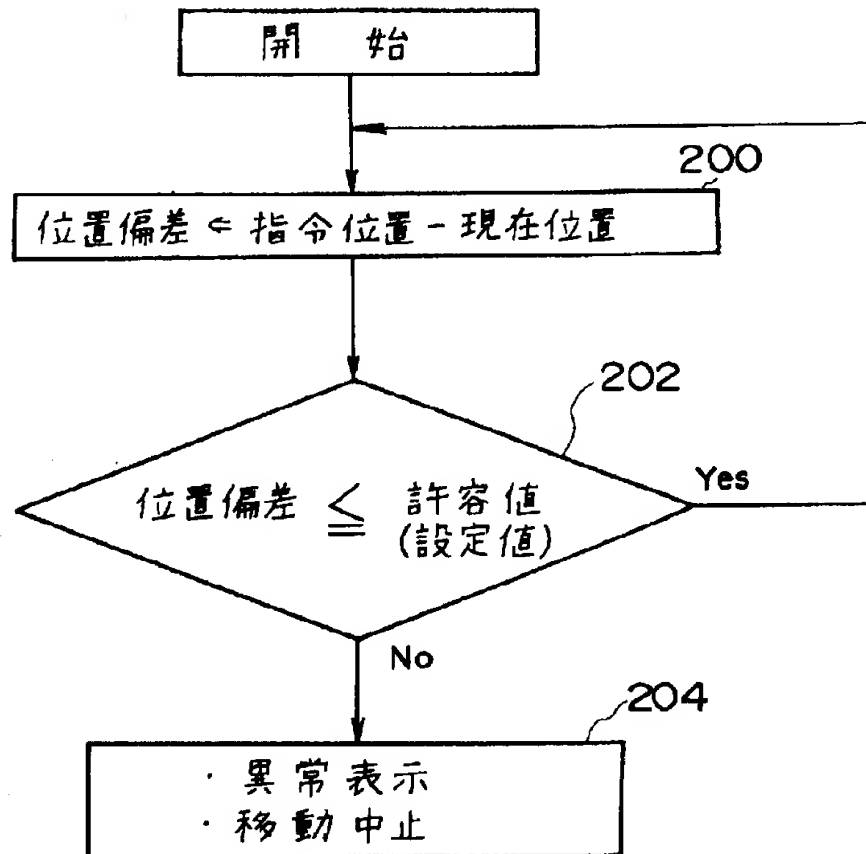 開 始
200
位置偏差 ⇐ 指令位置 - 現在位置
202
位置偏差 ≦ 許容値
(設定値)
Yes
No
204
・異常表示
・移動中止